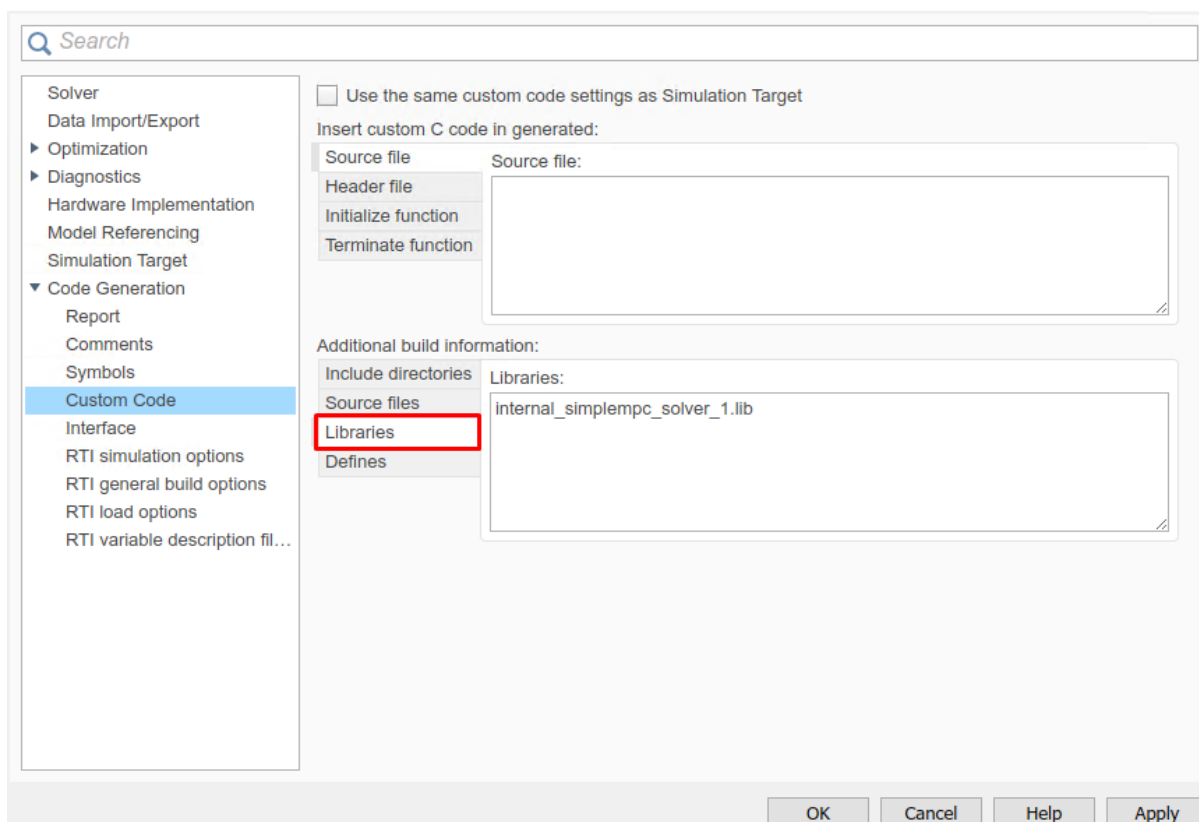 Search
Solver
Data Import/Export
Optimization
Diagnostics
Hardware Implementation
Model Referencing
Simulation Target
Code Generation
Report
Comments
Symbols
Custom Code
Interface
RTI simulation options
RTI general build options
RTI load options
RTI variable description fil...
Use the same custom code settings as Simulation Target
Insert custom C code in generated:
Source file
Header file
Initialize function
Terminate function
Source file:
Additional build information:
Include directories
Source files
Libraries
Defines
Libraries:
internal_simplempc_solver_1.lib
OK
Cancel
Help
Apply